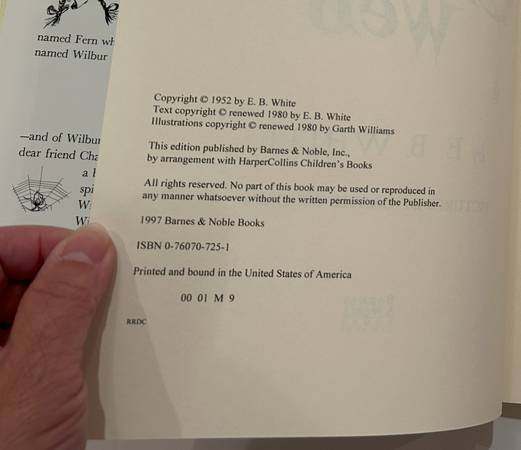 named Fern wh
named Wilbur
—and of Wilbur
dear friend Cha
a
spi
W
Wi
Web
Copyright © 1952 by E. B. White
Text copyright © renewed 1980 by E. B. White
Illustrations copyright © renewed 1980 by Garth Williams
This edition published by Barnes & Noble, Inc.,
by arrangement with HarperCollins Children's Books
All rights reserved. No part of this book may be used or reproduced in
any manner whatsoever without the written permission of the Publisher.
1997 Barnes & Noble Books
ISBN 0-76070-725-1
Printed and bound in the United States of America
00 01 M 9
RRDC